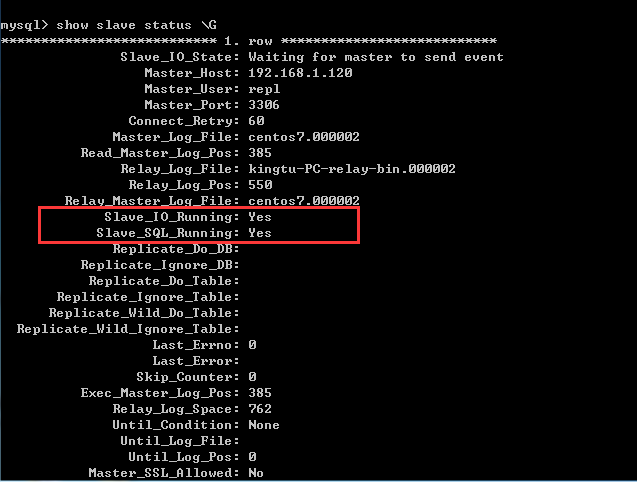 mysql> show slave status \G
*************************** 1. row ***************************
Slave_IO_State: Waiting for master to send event
Master_Host: 192.168.1.120
Master_User: repl
Master_Port: 3306
Connect_Retry: 60
Master_Log_File: centos7.000002
Read_Master_Log_Pos: 385
Relay_Log_File: kingtu-PC-relay-bin.000002
Relay_Log_Pos: 550
Relay_Master_Log_File: centos7.000002
Slave_IO_Running: Yes
Slave_SQL_Running: Yes
Replicate_Do_DB:
Replicate_Ignore_DB:
Replicate_Do_Table:
Replicate_Ignore_Table:
Replicate_Wild_Do_Table:
Replicate_Wild_Ignore_Table:
Last_Errno: 0
Last_Error:
Skip_Counter: 0
Exec_Master_Log_Pos: 385
Relay_Log_Space: 762
Until_Condition: None
Until_Log_File:
Until_Log_Pos: 0
Master_SSL_Allowed: No